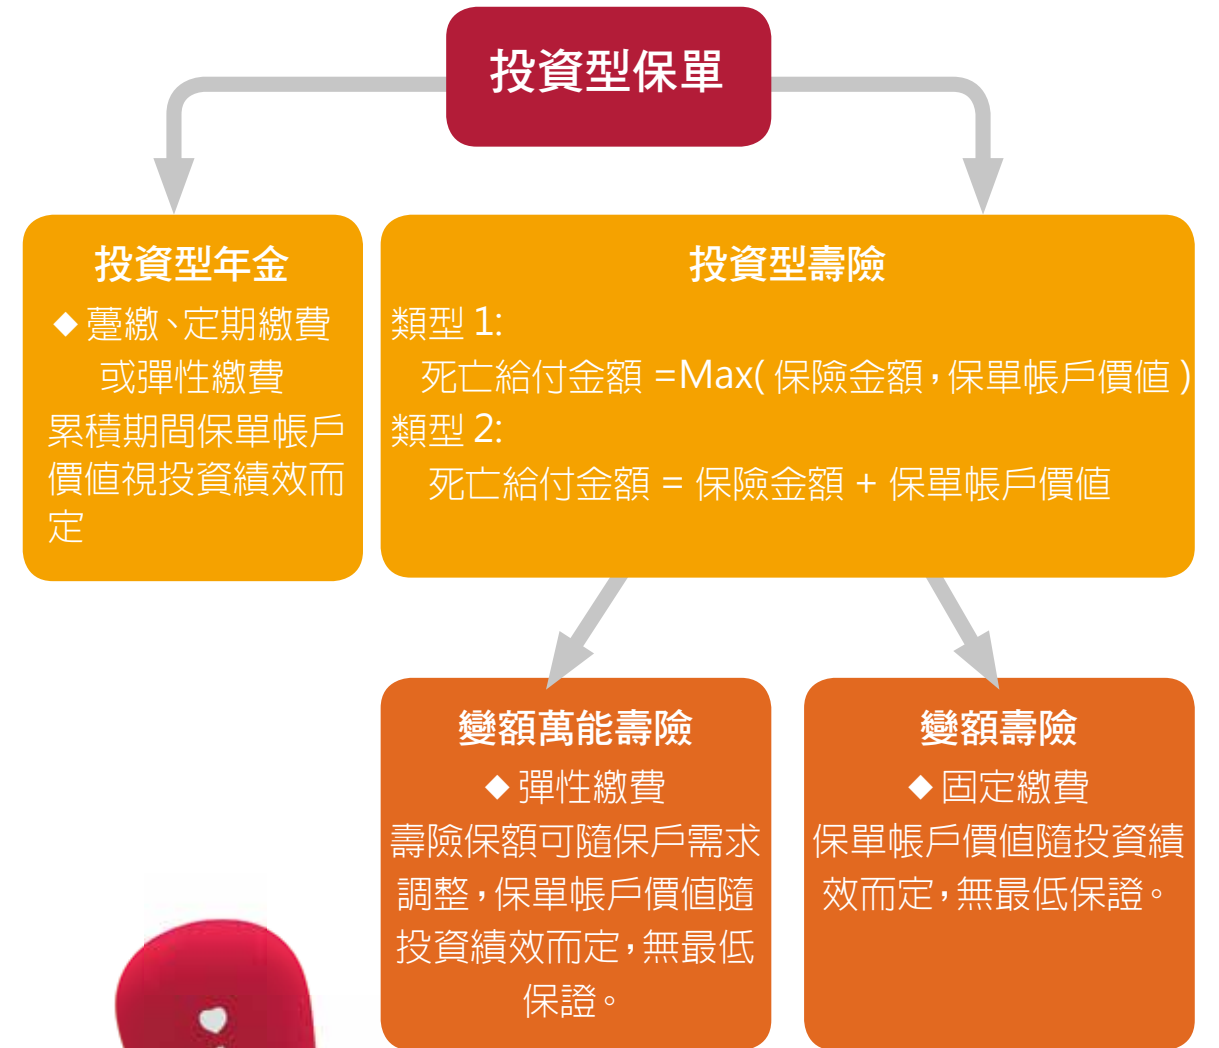 投資型保單
投資型年金
◆躉繳、定期繳費
或彈性繳費
累積期間保單帳戶
價值視投資績效而
定
投資型壽險
類型 1:
死亡給付金額 =Max( 保險金額，保單帳戶價值 )
類型 2:
死亡給付金額 = 保險金額 + 保單帳戶價值
變額萬能壽險
◆彈性繳費
壽險保額可隨保戶需求
調整，保單帳戶價值隨
投資績效而定，無最低
保證。
變額壽險
◆固定繳費
保單帳戶價值隨投資績
效而定，無最低保證。